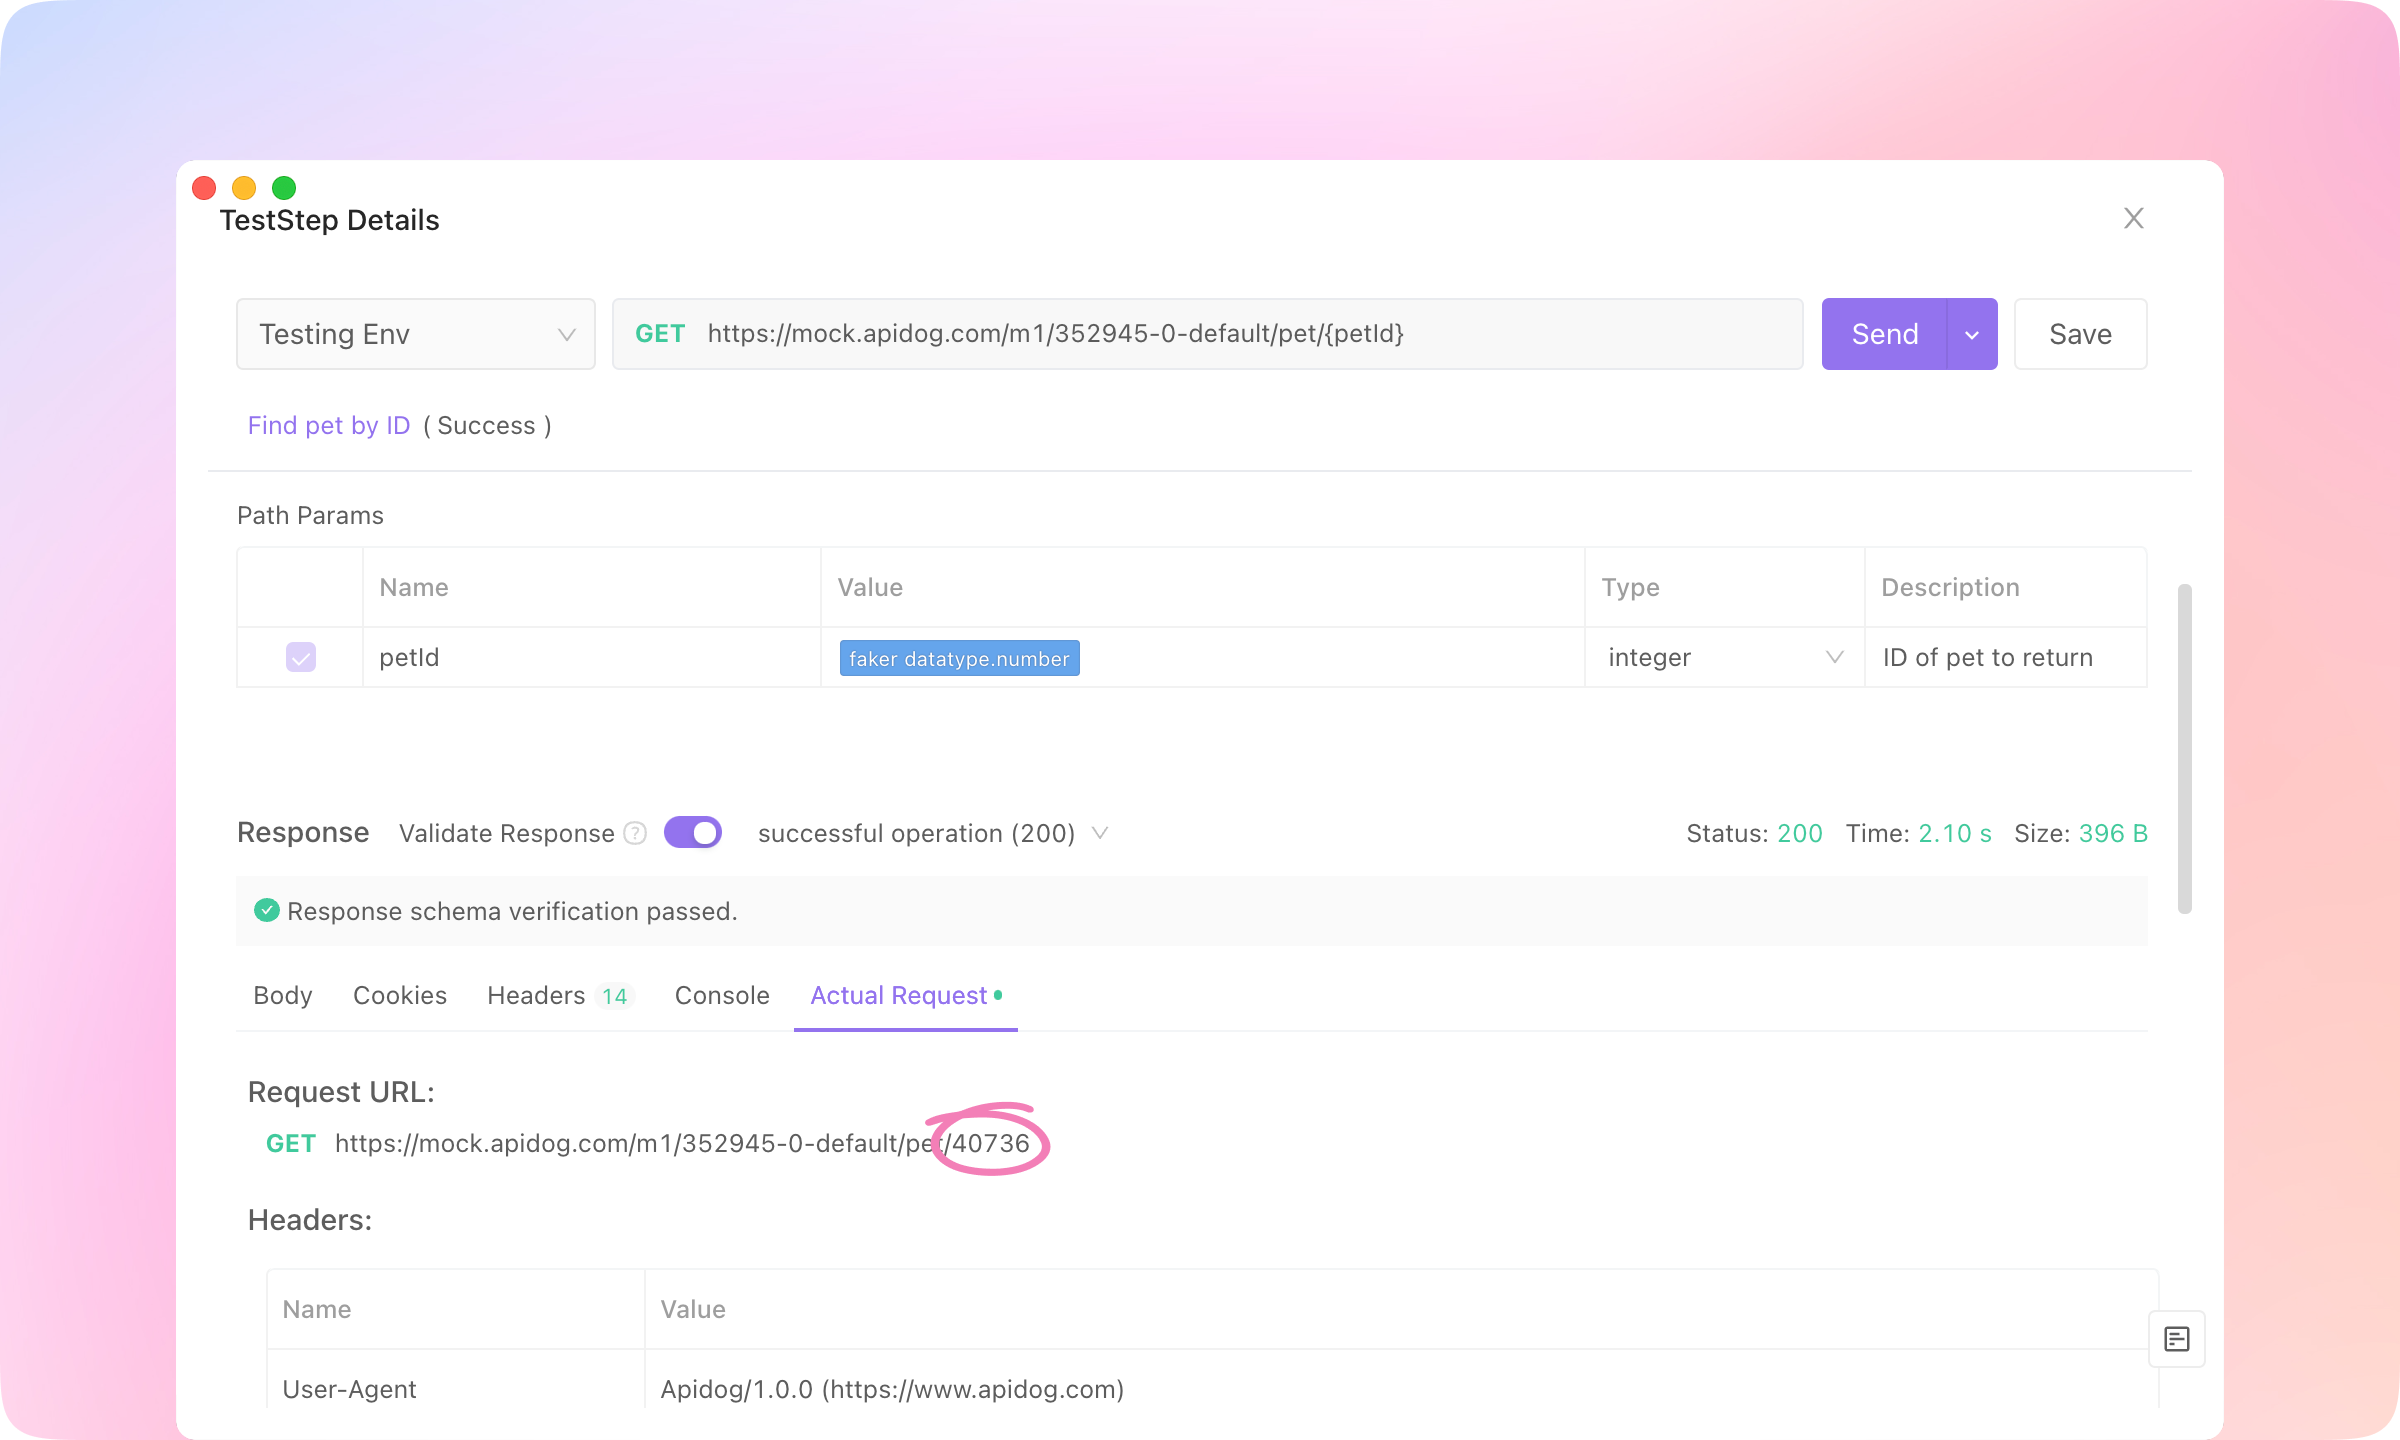 TestStep Details
Testing Env GET https://mock.apidog.com/m1/352945-0-default/pet/{petId} Send Save
Find pet by ID ( Success )
Path Params
Name Value Type Description
petId faker datatype.number integer ID of pet to return
Response Validate Response ? successful operation (200) Status: 200 Time: 2.10 s Size: 396 B
Response schema verification passed.
Body Cookies Headers 14 Console Actual Request
Request URL:
GET https://mock.apidog.com/m1/352945-0-default/pet/40736
Headers:
Name Value
User-Agent Apidog/1.0.0 (https://www.apidog.com)